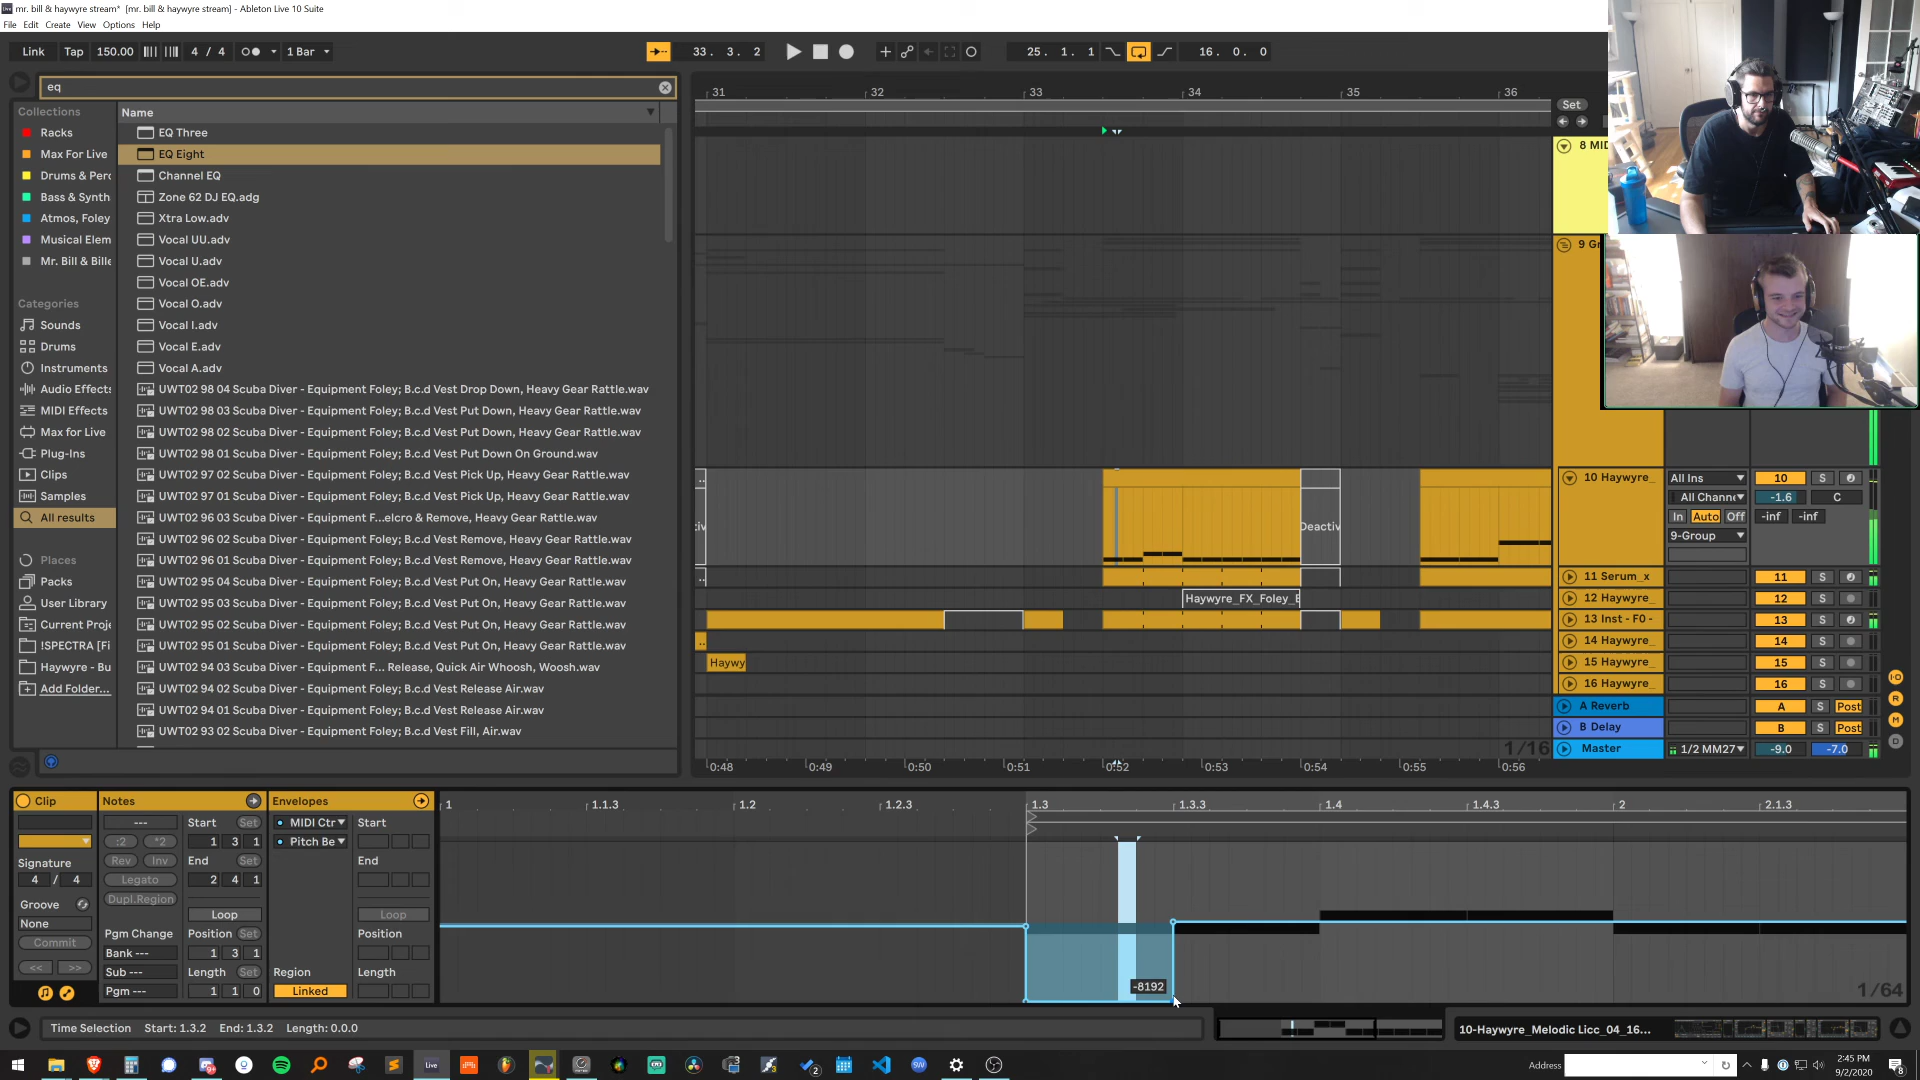 mr. bill & haywyre stream* [mr. bill & haywyre stream] - Ableton Live 10 Suite
File Edit Create View Options Help
Link Tap 150.00 4 / 4 1 Bar 33. 3. 2 25. 1. 1 16. 0. 0
eq
Collections
Racks
Max For Live
Drums & Perc
Bass & Synth
Atmos, Foley
Musical Elem
Mr. Bill & Bille
Categories
Sounds
Drums
Instruments
Audio Effects
MIDI Effects
Max for Live
Plug-Ins
Clips
Samples
All results
Places
Packs
User Library
Current Proje
!SPECTRA [Fi
Haywyre - Bu
Add Folder...
Name
EQ Three
EQ Eight
Channel EQ
Zone 62 DJ EQ.adg
Xtra Low.adv
Vocal UU.adv
Vocal U.adv
Vocal OE.adv
Vocal O.adv
Vocal I.adv
Vocal E.adv
Vocal A.adv
UWT02 98 04 Scuba Diver - Equipment Foley; B.c.d Vest Drop Down, Heavy Gear Rattle.wav
UWT02 98 03 Scuba Diver - Equipment Foley; B.c.d Vest Put Down, Heavy Gear Rattle.wav
UWT02 98 02 Scuba Diver - Equipment Foley; B.c.d Vest Put Down, Heavy Gear Rattle.wav
UWT02 98 01 Scuba Diver - Equipment Foley; B.c.d Vest Put Down On Ground.wav
UWT02 97 02 Scuba Diver - Equipment Foley; B.c.d Vest Pick Up, Heavy Gear Rattle.wav
UWT02 97 01 Scuba Diver - Equipment Foley; B.c.d Vest Pick Up, Heavy Gear Rattle.wav
UWT02 96 03 Scuba Diver - Equipment F...elcro & Remove, Heavy Gear Rattle.wav
UWT02 96 02 Scuba Diver - Equipment Foley; B.c.d Vest Remove, Heavy Gear Rattle.wav
UWT02 96 01 Scuba Diver - Equipment Foley; B.c.d Vest Remove, Heavy Gear Rattle.wav
UWT02 95 04 Scuba Diver - Equipment Foley; B.c.d Vest Put On, Heavy Gear Rattle.wav
UWT02 95 03 Scuba Diver - Equipment Foley; B.c.d Vest Put On, Heavy Gear Rattle.wav
UWT02 95 02 Scuba Diver - Equipment Foley; B.c.d Vest Put On, Heavy Gear Rattle.wav
UWT02 95 01 Scuba Diver - Equipment Foley; B.c.d Vest Put On, Heavy Gear Rattle.wav
UWT02 94 03 Scuba Diver - Equipment F... Release, Quick Air Whoosh, Woosh.wav
UWT02 94 02 Scuba Diver - Equipment Foley; B.c.d Vest Release Air.wav
UWT02 94 01 Scuba Diver - Equipment Foley; B.c.d Vest Release Air.wav
UWT02 93 02 Scuba Diver - Equipment Foley; B.c.d Vest Fill, Air.wav
31 32 33 34 35 36
Set
8 MID
9 Gr
Deactiv
Haywyre_FX_Foley_E
Haywy
1/16
0:48 0:49 0:50 0:51 0:52 0:53 0:54 0:55 0:56
10 Haywyre_ All Ins 10 S
All Channe -1.6 C
In Auto Off -inf -inf
9-Group
11 Serum_x 11 S
12 Haywyre_ 12 S
13 Inst - F0 - 13 S
14 Haywyre_ 14 S
15 Haywyre_ 15 S
16 Haywyre_ 16 S
A Reverb A S Post
B Delay B S Post
Master 1/2 MM27 -9.0 -7.0
I·O
R
M
D
Clip
Signature
4 / 4
Groove
None
Commit
<< >>
Notes
---
:2 *2
Rev Inv
Legato
Dupl.Region
Pgm Change
Bank ---
Sub ---
Pgm ---
Start Set
1 3 1
End Set
2 4 1
Loop
Position Set
1 3 1
Length Set
1 1 0
Envelopes
MIDI Ctr
Pitch Be
Region
Linked
Start
End
Loop
Position
Length
1 1.1.3 1.2 1.2.3 1.3 1.3.3 1.4 1.4.3 2 2.1.3
-8192
1/64
Time Selection Start: 1.3.2 End: 1.3.2 Length: 0.0.0
10-Haywyre_Melodic Licc_04_16...
Live
Address
2:45 PM
9/2/2020